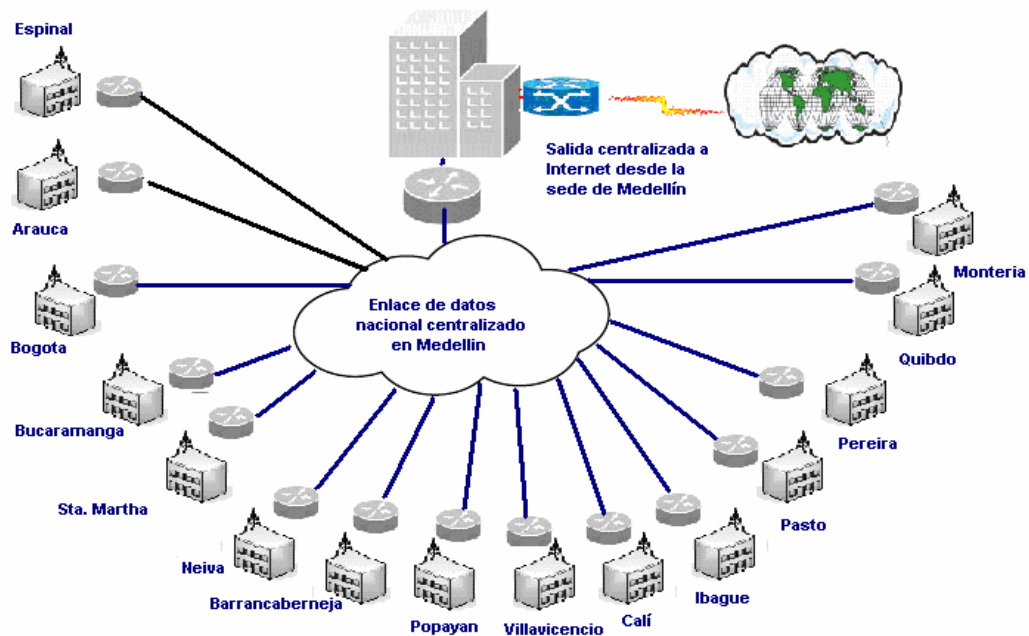 Espinal
Salida centralizada a
Internet desde la
sede de Medellín
Arauca
Monteria
Enlace de datos
nacional centralizado
en Medellin
Bogota
Quibdo
Bucaramanga
Pereira
Sta. Martha
Pasto
Neiva
Barrancaberneja
Ibague
Popayan
Villavicencio
Calí